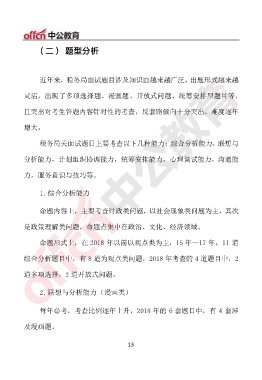 offcn 中公教育
（二） 题型分析
近年来，税务局面试题目涉及知识面越来越广泛，出题形式越来越
灵活，出现了多项选择题、漫画题、开放式问题、统筹安排型题目等，
且突出对考生答题内容针对性的考查，反套路倾向十分突出，难度逐年
增大。
税务局无领导面试题目主要考查以下几种能力：综合分析能力，联想与
分析能力，计划组织协调能力，统筹安排能力，心理调试能力，沟通能
力，服务意识与技巧等。
1.综合分析能力
命题内容上，主要考查时政类问题，以社会现象类问题为主，其次
是政策理解类问题，命题点集中在政治、文化、经济领域。
命题形式上，在 2018 年以前以观点类为主，15 年—17 年，11 道
综合分析题目中，有 8 道为观点类问题，2018 年考查的 4 道题目中，2
道多项选择，2 道开放式问题。
2.联想与分析能力（漫画类）
每年必考，考查比例逐年上升，2018 年的 6 套题目中，有 4 套涉
及漫画题。
13
中公教育